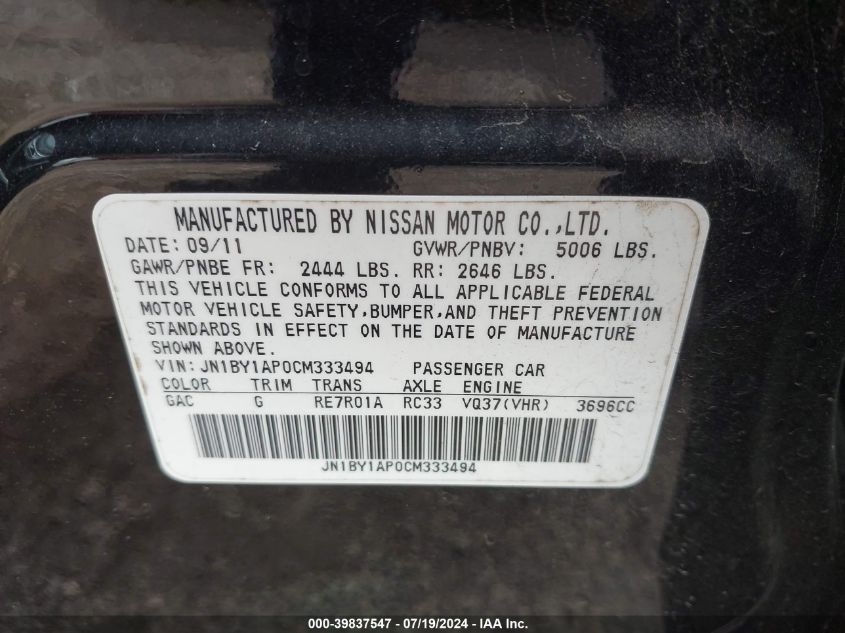 MANUFACTURED BY NISSAN MOTOR CO.,LTD.
DATE: 09/11 GVWR/PNBV: 5006 LBS.
GAWR/PNBE FR: 2444 LBS. RR: 2646 LBS.
THIS VEHICLE CONFORMS TO ALL APPLICABLE FEDERAL
MOTOR VEHICLE SAFETY,BUMPER,AND THEFT PREVENTION
STANDARDS IN EFFECT ON THE DATE OF MANUFACTURE
SHOWN ABOVE.
VIN: JN1BY1AP0CM333494 PASSENGER CAR
COLOR TRIM TRANS AXLE ENGINE
GAC G RE7R01A RC33 VQ37(VHR) 3696CC
JN1BY1AP0CM333494
000-39837547 - 07/19/2024 - IAA Inc.